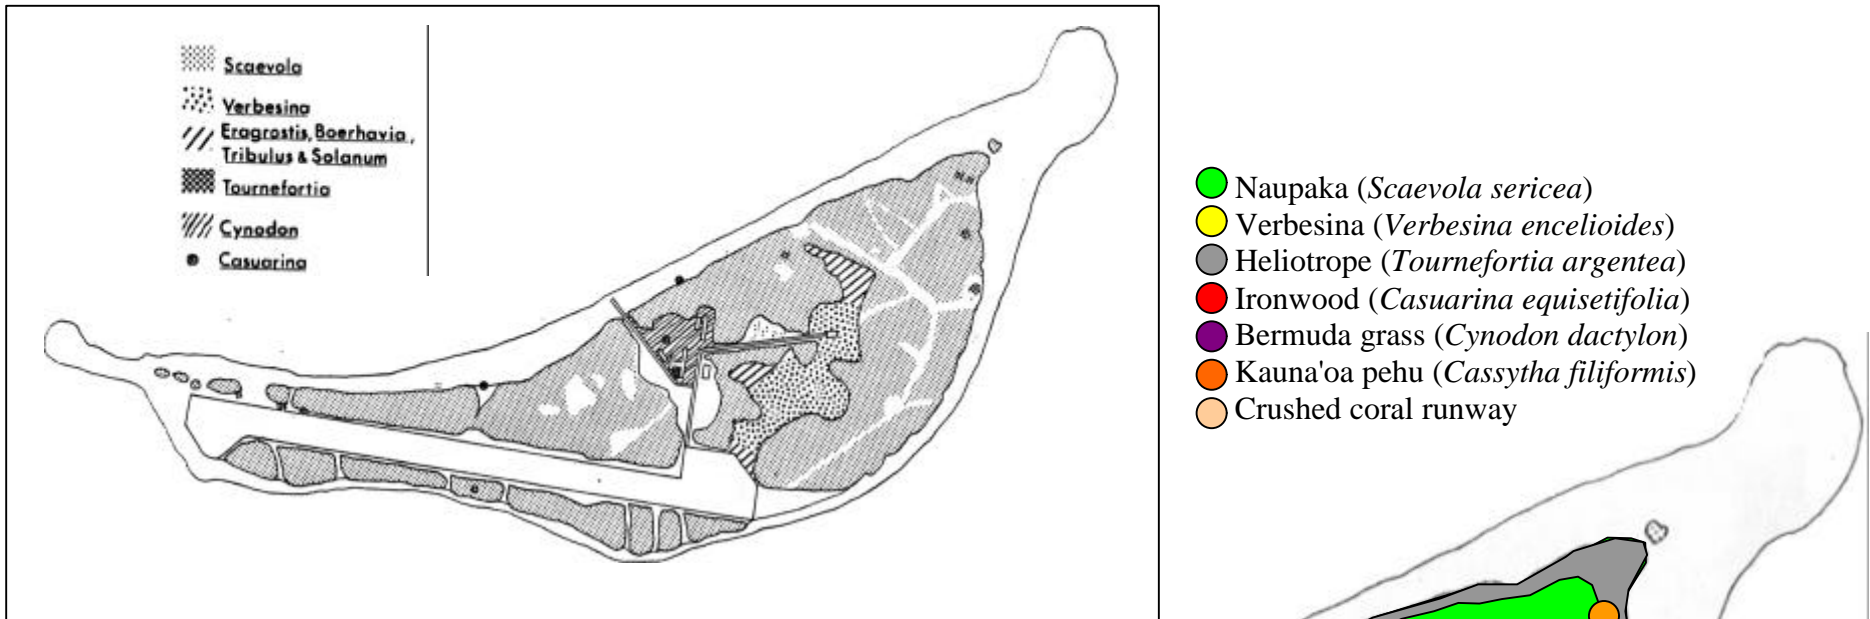 Scaevola
Verbesina
Eragrostis, Boerhavia,
Tribulus & Solanum
Tournefortia
Cynodon
Casuarina
Naupaka (Scaevola sericea)
Verbesina (Verbesina encelioides)
Heliotrope (Tournefortia argentea)
Ironwood (Casuarina equisetifolia)
Bermuda grass (Cynodon dactylon)
Kauna'oa pehu (Cassytha filiformis)
Crushed coral runway